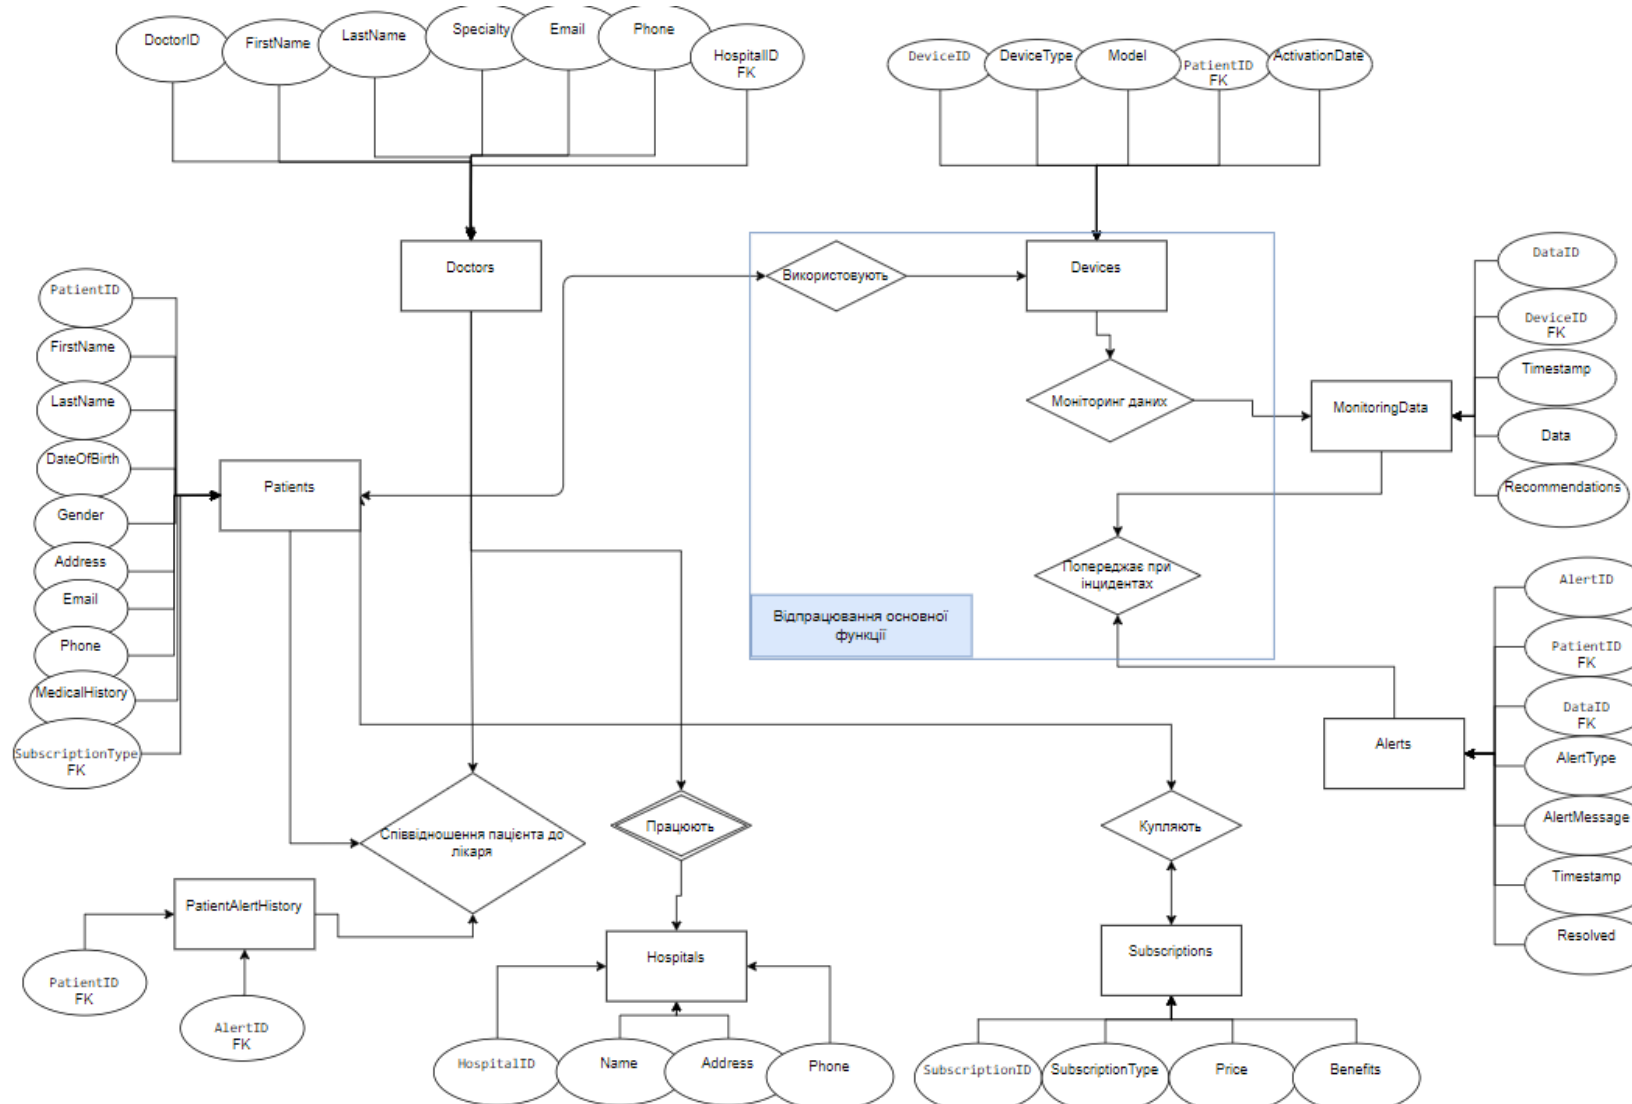 DoctorID
FirstName
LastName
Specialty
Email
Phone
HospitalID
FK
DeviceID
DeviceType
Model
PatientID
FK
ActivationDate
Doctors
Використовують
Devices
DataID
DeviceID
FK
Timestamp
Data
Recommendations
Моніторинг даних
MonitoringData
PatientID
FirstName
LastName
DateOfBirth
Gender
Address
Email
Phone
MedicalHistory
SubscriptionType
FK
Patients
Попереджає при
інцидентах
Відпрацювання основної
функції
AlertID
PatientID
FK
DataID
FK
AlertType
AlertMessage
Timestamp
Resolved
Alerts
Співвідношення пацієнта до
лікаря
Працюють
Купляють
PatientAlertHistory
PatientID
FK
AlertID
FK
Hospitals
HospitalID
Name
Address
Phone
Subscriptions
SubscriptionID
SubscriptionType
Price
Benefits